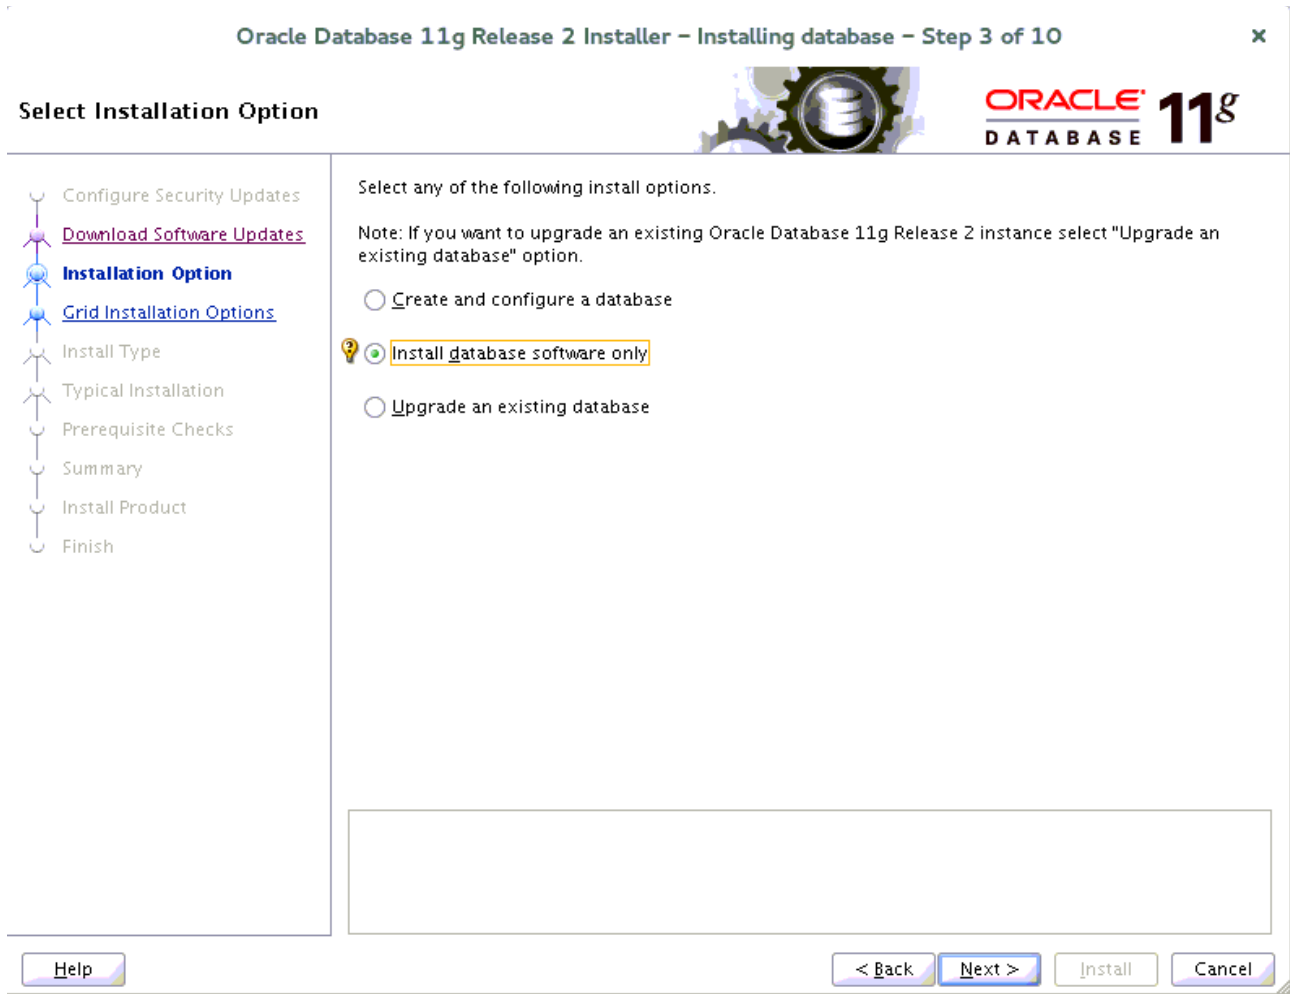 Oracle Database 11g Release 2 Installer – Installing database – Step 3 of 10
Select Installation Option
ORACLE
DATABASE
11g
Configure Security Updates
Download Software Updates
Installation Option
Grid Installation Options
Install Type
Typical Installation
Prerequisite Checks
Summary
Install Product
Finish
Select any of the following install options.
Note: If you want to upgrade an existing Oracle Database 11g Release 2 instance select "Upgrade an
existing database" option.
Create and configure a database
Install database software only
Upgrade an existing database
Help
< Back
Next >
Install
Cancel